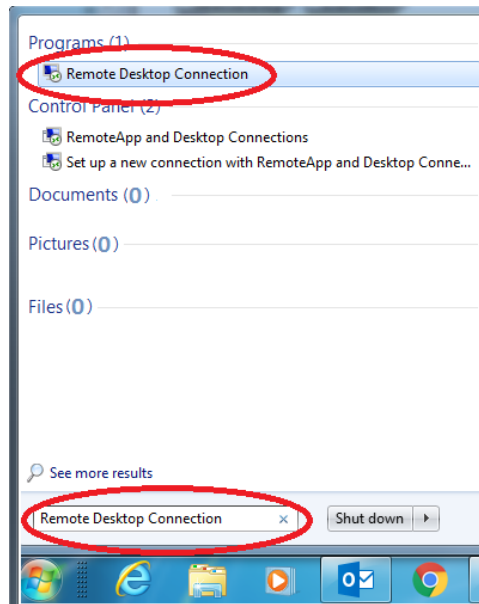 Programs (1)
Remote Desktop Connection
Control Panel (2)
RemoteApp and Desktop Connections
Set up a new connection with RemoteApp and Desktop Conne...
Documents (0)
Pictures (0)
Files (0)
See more results
Remote Desktop Connection
Shut down